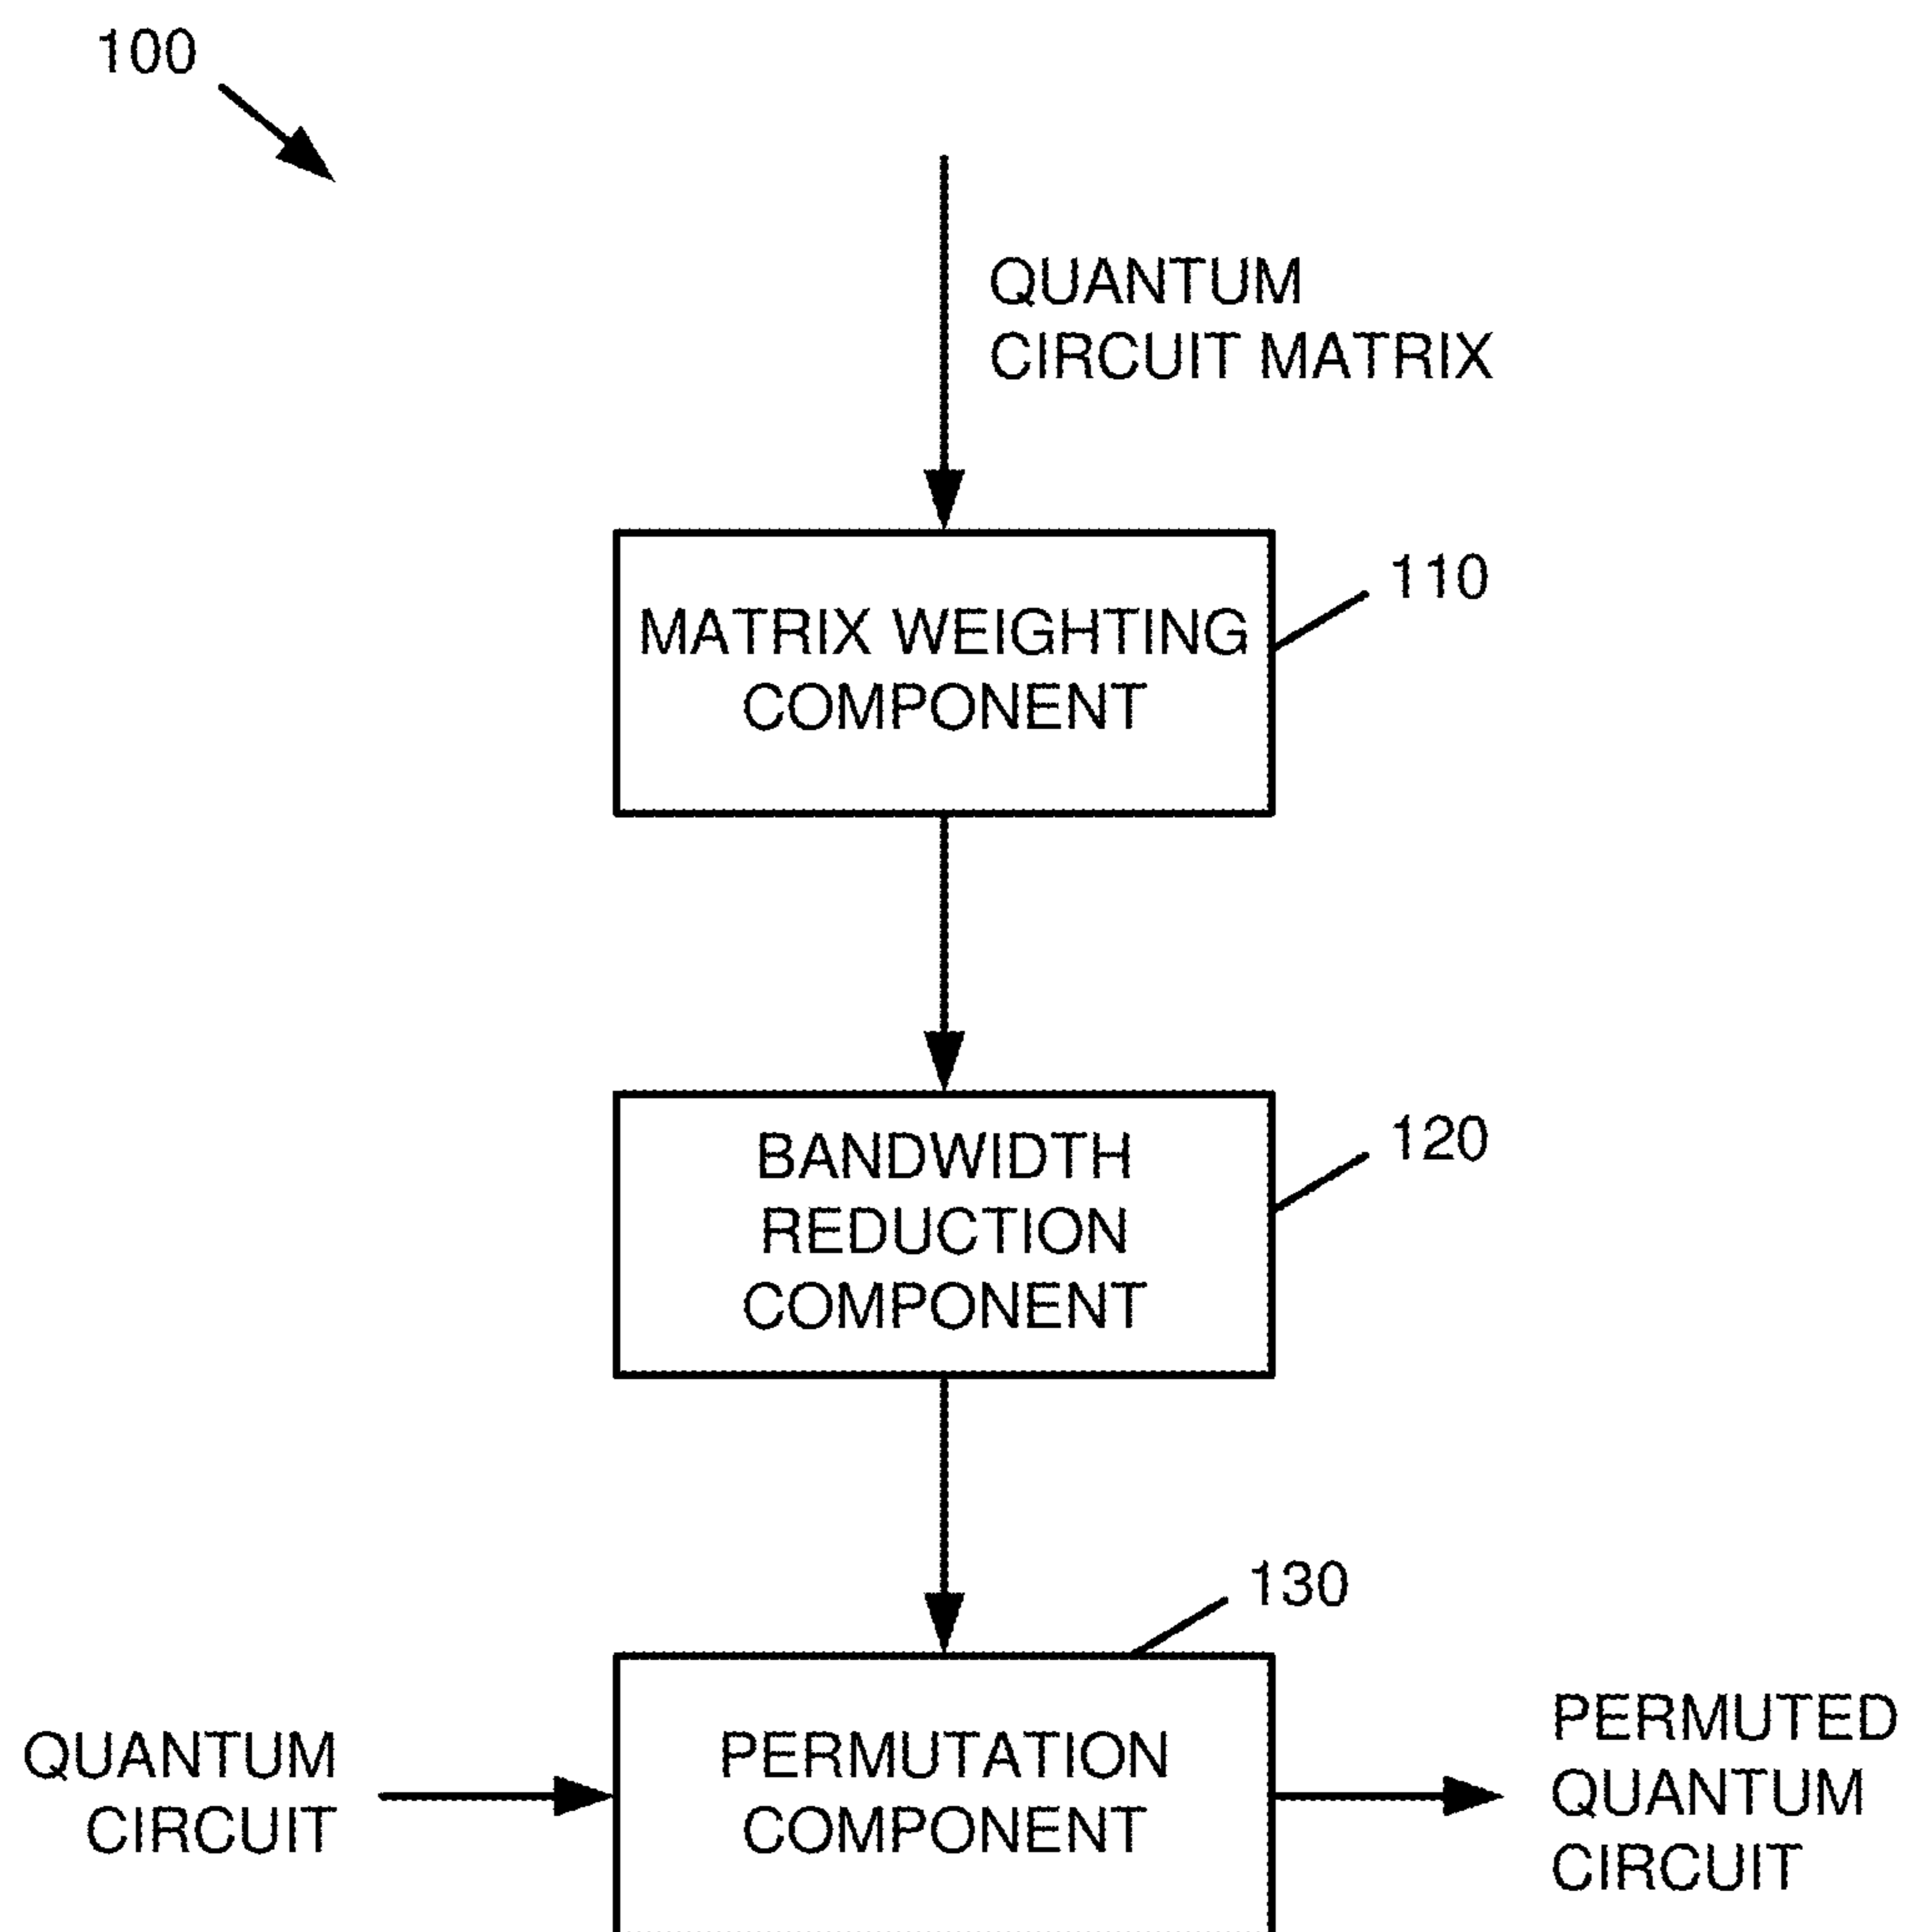 100
QUANTUM
CIRCUIT MATRIX
110
MATRIX WEIGHTING
COMPONENT
120
BANDWIDTH
REDUCTION
COMPONENT
130
QUANTUM
CIRCUIT
PERMUTATION
COMPONENT
PERMUTED
QUANTUM
CIRCUIT